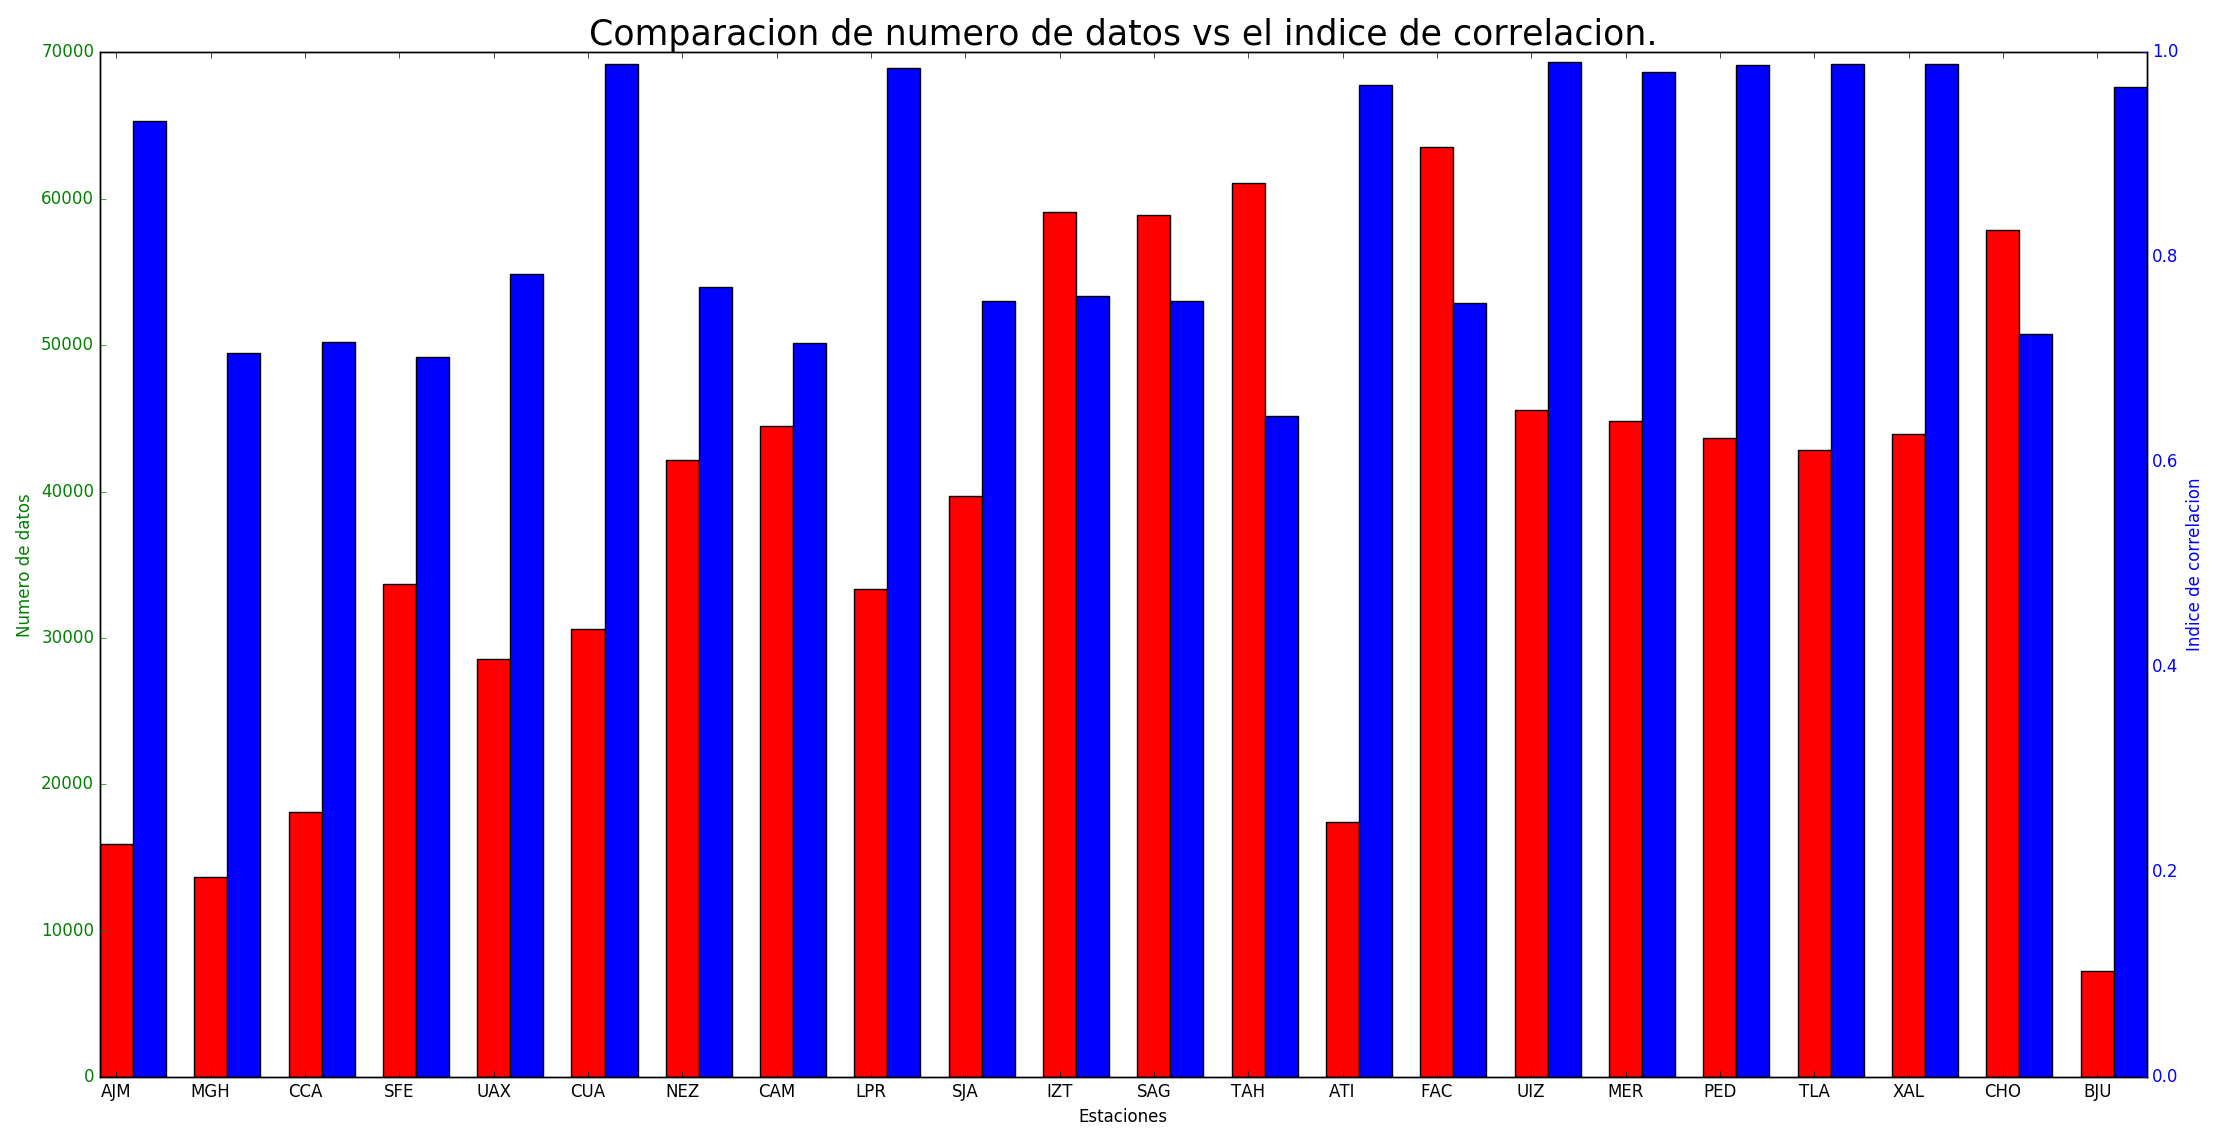 Comparacion de numero de datos vs el indice de correlacion.
70000
60000
50000
40000
30000
20000
10000
0
Numero de datos
1.0
0.8
0.6
0.4
0.2
0.0
Indice de correlacion
AJM MGH CCA SFE UAX CUA NEZ CAM LPR SJA IZT SAG TAH ATI FAC UIZ MER PED TLA XAL CHO BJU
Estaciones